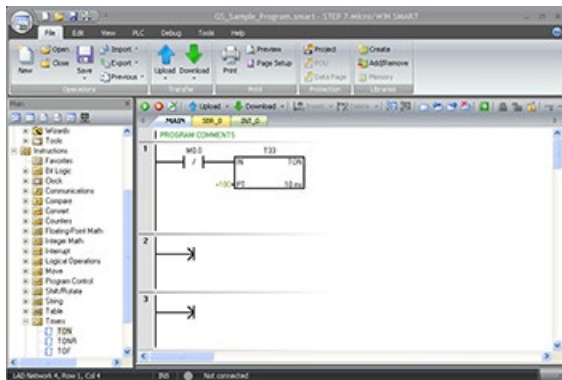 QS_Sample_Program.smart - STEP 7-Micro/WIN SMART
File Edit View PLC Debug Tools Help
New
Open
Close
Save
Import
Export
Previous
Operations
Upload
Download
Transfer
Print
Preview
Page Setup
Print
Project
POU
Data Page
Protection
Create
Add/Remove
Memory
Libraries
Main
Wizards
Tools
Instructions
Favorites
Bit Logic
Clock
Communications
Compare
Convert
Counters
Floating-Point Math
Integer Math
Interrupt
Logical Operations
Move
Program Control
Shift/Rotate
String
Table
Timers
TON
TONR
TOF
Upload Download Insert Delete
MAIN SBR_0 INT_0
PROGRAM COMMENTS
1
M0.0 T33
IN TON
+100 PT 10 ms
2
3
LAD Network 4, Row 1, Col 4 INS Not connected